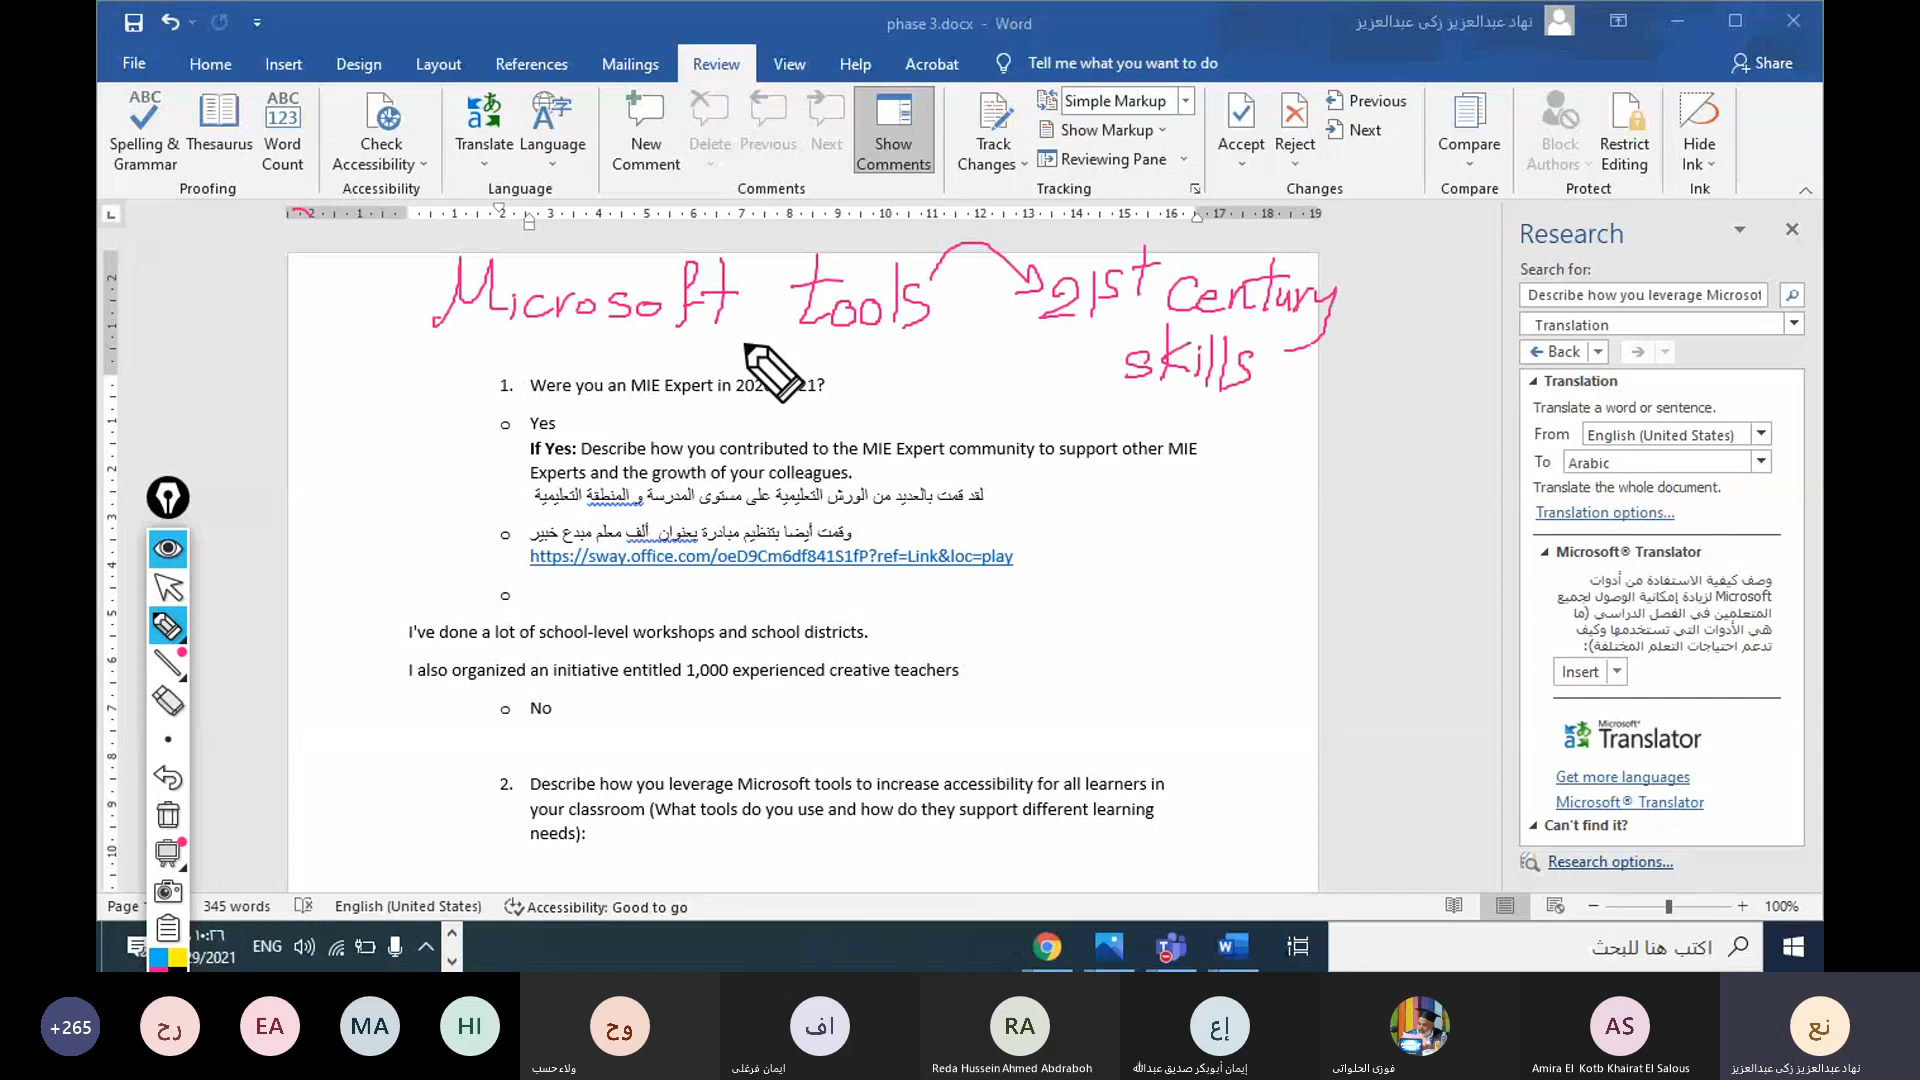 phase 3.docx - Word
نهاد عبدالعزيز زكى عبدالعزيز
File Home Insert Design Layout References Mailings Review View Help Acrobat Tell me what you want to do Share
Spelling & Grammar
Thesaurus
Word Count
Check Accessibility
Translate
Language
New Comment
Delete
Previous
Next
Show Comments
Track Changes
Simple Markup
Show Markup
Reviewing Pane
Accept
Reject
Previous
Next
Compare
Block Authors
Restrict Editing
Hide Ink
Proofing Accessibility Language Comments Tracking Changes Compare Protect Ink
Microsoft tools 21st century
skills
1. Were you an MIE Expert in 20
21?
o Yes
If Yes: Describe how you contributed to the MIE Expert community to support other MIE
Experts and the growth of your colleagues.
لقد قمت بالعديد من الورش التعليمية على مستوى المدرسة و المنطقة التعليمية
o وقمت أيضا بتنظيم مبادرة بعنوان ألف معلم مبدع خبير
https://sway.office.com/oeD9Cm6df841S1fP?ref=Link&loc=play
o
I've done a lot of school-level workshops and school districts.
I also organized an initiative entitled 1,000 experienced creative teachers
o No
2. Describe how you leverage Microsoft tools to increase accessibility for all learners in
your classroom (What tools do you use and how do they support different learning
needs):
Research
Search for:
Describe how you leverage Microsof
Translation
Back
Translation
Translate a word or sentence.
From English (United States)
To Arabic
Translate the whole document.
Translation options...
Microsoft® Translator
وصف كيفية الاستفادة من أدوات
Microsoft لزيادة إمكانية الوصول لجميع
المتعلمين في الفصل الدراسي (ما
هي الأدوات التي تستخدمها وكيف
تدعم احتياجات التعلم المختلفة):
Insert
Microsoft® Translator
Get more languages
Microsoft® Translator
Can't find it?
Research options...
Page
345 words English (United States) Accessibility: Good to go 100%
١٠:٢٦
29/2021
ENG
اكتب هنا للبحث
+265 رح EA MA HI وح اف RA إع AS نع
ولاء حسب
ايمان فرغلى
Reda Hussein Ahmed Abdraboh
إيمان أبوبكر صديق عبدالله
فوزى الحلوانى
Amira El Kotb Khairat El Salous
نهاد عبدالعزيز زكى عبدالعزيز